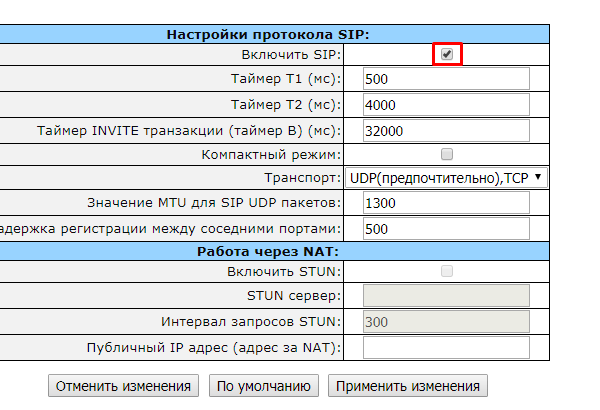 Настройки протокола SIP:
Включить SIP:
Таймер T1 (мс): 500
Таймер T2 (мс): 4000
Таймер INVITE транзакции (таймер B) (мс): 32000
Компактный режим:
Транспорт: UDP(предпочтительно),TCP
Значение MTU для SIP UDP пакетов: 1300
адержка регистрации между соседними портами: 500
Работа через NAT:
Включить STUN:
STUN сервер:
Интервал запросов STUN: 300
Публичный IP адрес (адрес за NAT):
Отменить изменения По умолчанию Применить изменения